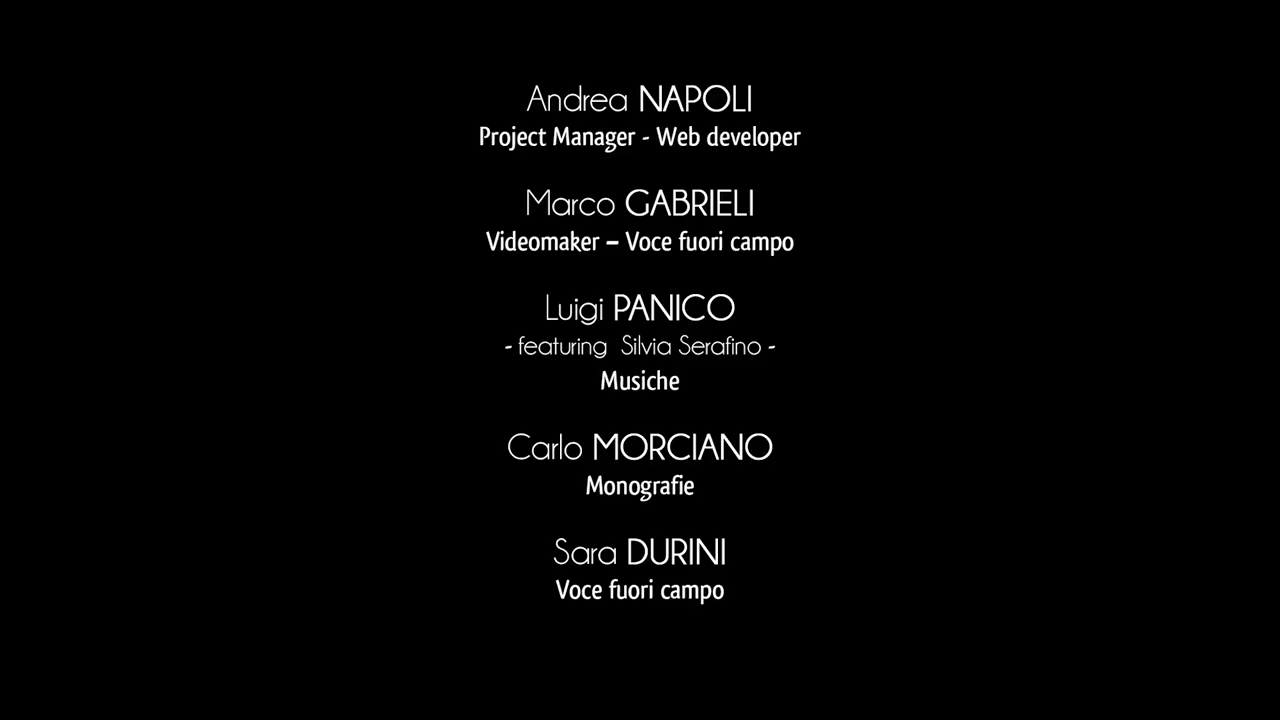 Andrea NAPOLI
Project Manager - Web developer
Marco GABRIELI
Videomaker – Voce fuori campo
Luigi PANICO
- featuring Silvia Serafino -
Musiche
Carlo MORCIANO
Monografie
Sara DURINI
Voce fuori campo